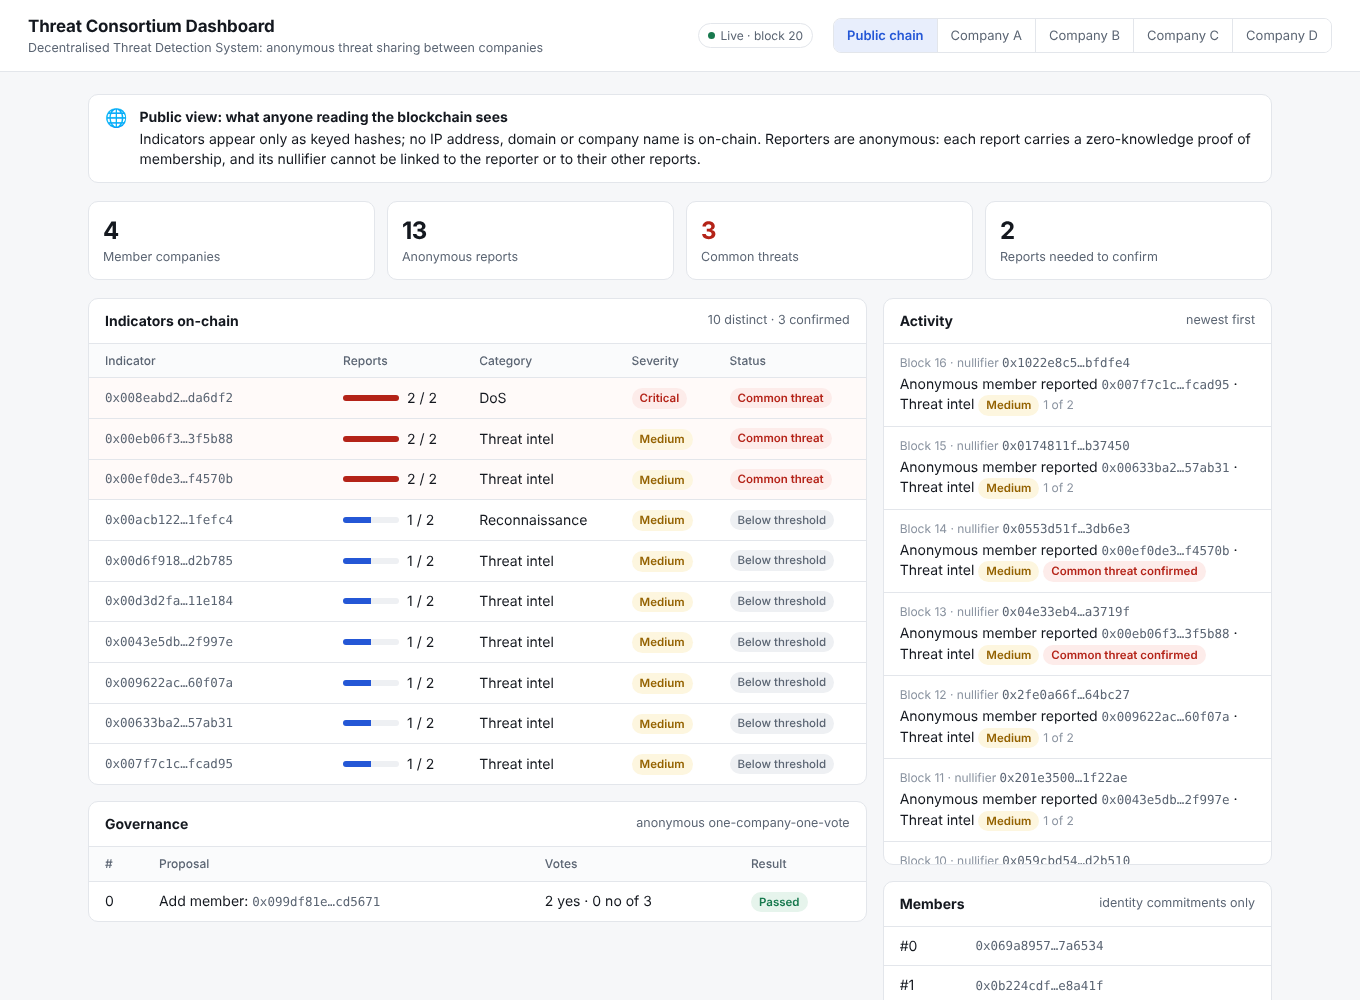 Threat Consortium Dashboard
Decentralised Threat Detection System: anonymous threat sharing between companies
Live · block 20
Public chain
Company A
Company B
Company C
Company D
Public view: what anyone reading the blockchain sees
Indicators appear only as keyed hashes; no IP address, domain or company name is on-chain. Reporters are anonymous: each report carries a zero-knowledge proof of
membership, and its nullifier cannot be linked to the reporter or to their other reports.
4
Member companies
13
Anonymous reports
3
Common threats
2
Reports needed to confirm
Indicators on-chain
10 distinct · 3 confirmed
Indicator Reports Category Severity Status
0x008eabd2…da6df2 2 / 2 DoS Critical Common threat
0x00eb06f3…3f5b88 2 / 2 Threat intel Medium Common threat
0x00ef0de3…f4570b 2 / 2 Threat intel Medium Common threat
0x00acb122…1fefc4 1 / 2 Reconnaissance Medium Below threshold
0x00d6f918…d2b785 1 / 2 Threat intel Medium Below threshold
0x00d3d2fa…11e184 1 / 2 Threat intel Medium Below threshold
0x0043e5db…2f997e 1 / 2 Threat intel Medium Below threshold
0x009622ac…60f07a 1 / 2 Threat intel Medium Below threshold
0x00633ba2…57ab31 1 / 2 Threat intel Medium Below threshold
0x007f7c1c…fcad95 1 / 2 Threat intel Medium Below threshold
Governance
anonymous one-company-one-vote
# Proposal Votes Result
0 Add member: 0x099df81e…cd5671 2 yes · 0 no of 3 Passed
Activity
newest first
Block 16 · nullifier 0x1022e8c5…bfdfe4
Anonymous member reported 0x007f7c1c…fcad95 ·
Threat intel Medium 1 of 2
Block 15 · nullifier 0x0174811f…b37450
Anonymous member reported 0x00633ba2…57ab31 ·
Threat intel Medium 1 of 2
Block 14 · nullifier 0x0553d51f…3db6e3
Anonymous member reported 0x00ef0de3…f4570b ·
Threat intel Medium Common threat confirmed
Block 13 · nullifier 0x04e33eb4…a3719f
Anonymous member reported 0x00eb06f3…3f5b88 ·
Threat intel Medium Common threat confirmed
Block 12 · nullifier 0x2fe0a66f…64bc27
Anonymous member reported 0x009622ac…60f07a ·
Threat intel Medium 1 of 2
Block 11 · nullifier 0x201e3500…1f22ae
Anonymous member reported 0x0043e5db…2f997e ·
Threat intel Medium 1 of 2
Block 10 · nullifier 0x059cbd54…d2b510
Members
identity commitments only
#0 0x069a8957…7a6534
#1 0x0b224cdf…e8a41f